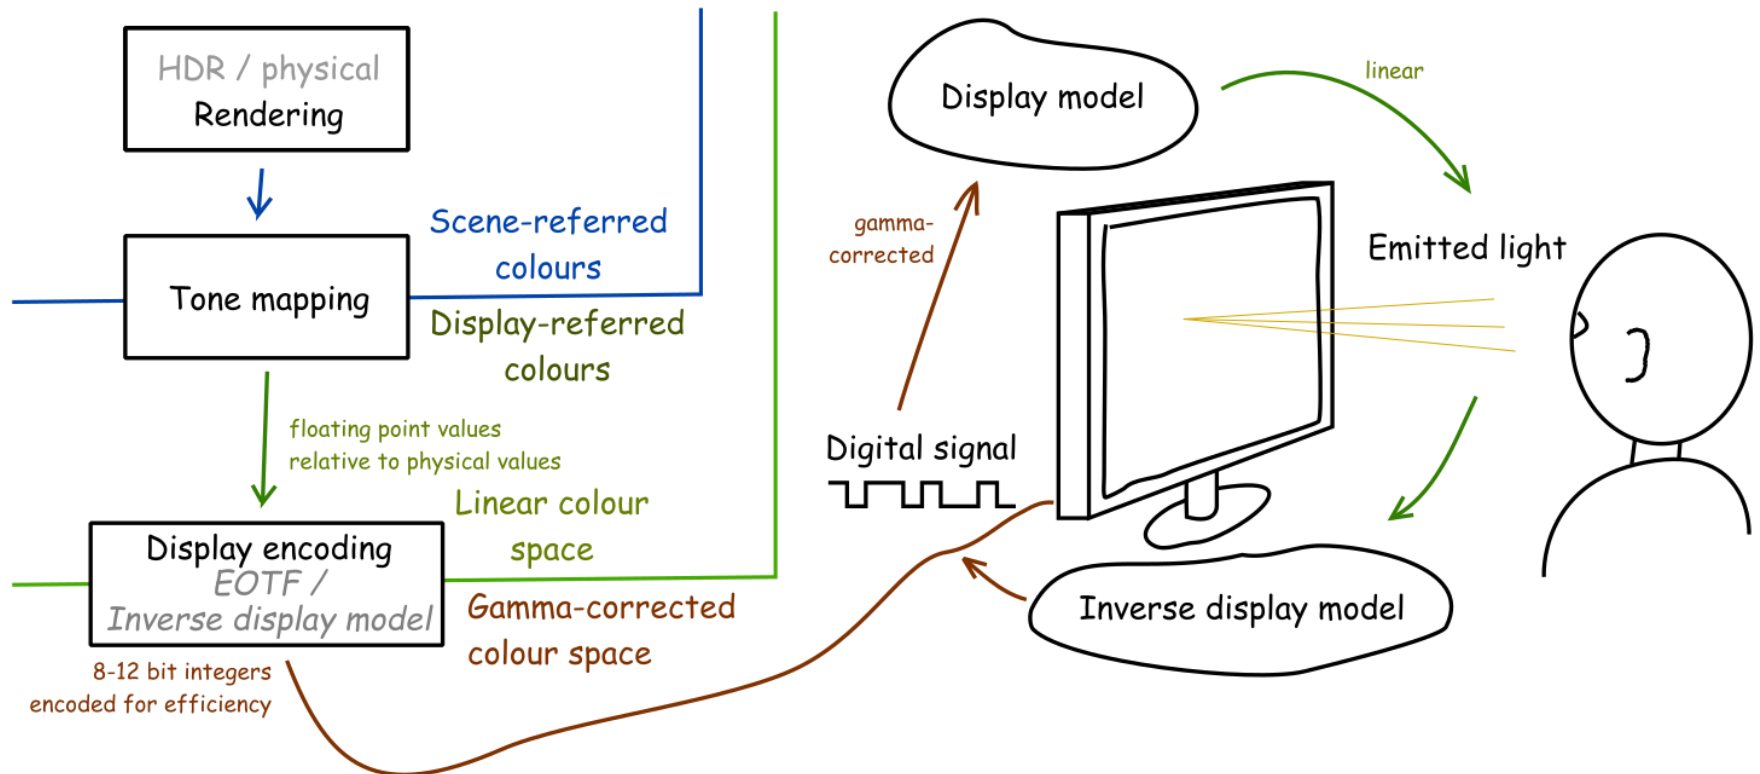 HDR / physical
Rendering
Tone mapping
Scene-referred
colours
Display-referred
colours
floating point values
relative to physical values
Linear colour
space
Display encoding
EOTF /
Inverse display model
Gamma-corrected
colour space
8-12 bit integers
encoded for efficiency
Display model
linear
gamma-
corrected
Emitted light
Digital signal
Inverse display model